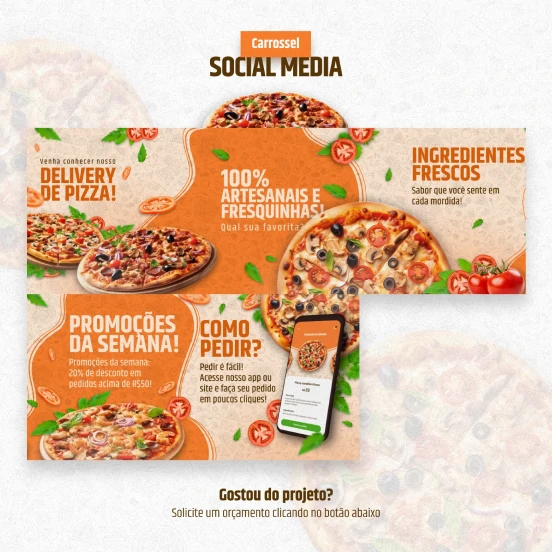 Carrossel
SOCIAL MEDIA
Venha conhecer nosso
DELIVERY
DE PIZZA!
100%
ARTESANAIS E
FRESQUINHAS!
Qual sua favorita?
INGREDIENTES
FRESCOS
Sabor que você sente em
cada mordida!
PROMOÇÕES
DA SEMANA!
Promoções da semana:
20% de desconto em
pedidos acima de R$50!
COMO
PEDIR?
Pedir é fácil!
Acesse nosso app ou
site e faça seu pedido
em poucos cliques!
Gostou do projeto?
Solicite um orçamento clicando no botão abaixo